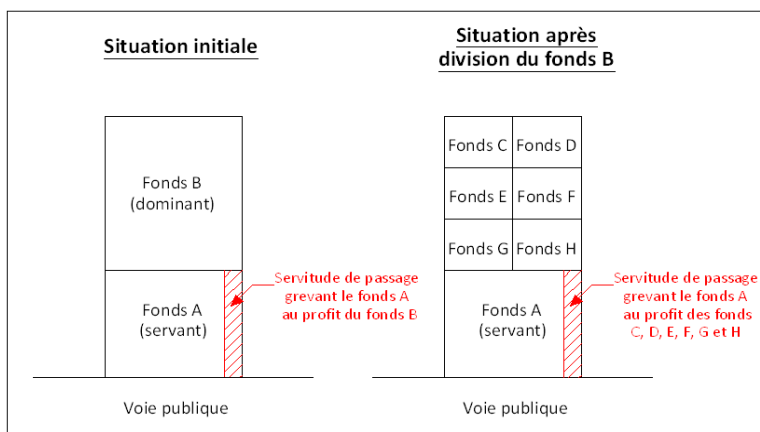 Situation initiale
Fonds B
(dominant)
Fonds A
(servant)
Servitude de passage
grevant le fonds A
au profit du fonds B
Voie publique
Situation après
division du fonds B
Fonds C
Fonds D
Fonds E
Fonds F
Fonds G
Fonds H
Fonds A
(servant)
Servitude de passage
grevant le fonds A
au profit des fonds
C, D, E, F, G et H
Voie publique